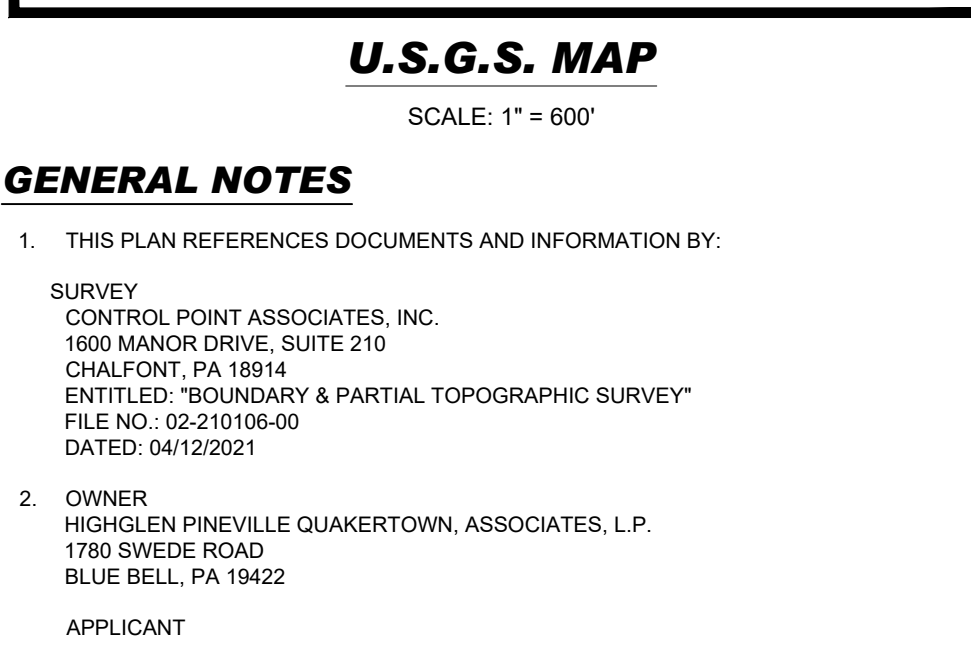 U.S.G.S. MAP
SCALE: 1" = 600'
GENERAL NOTES
1. THIS PLAN REFERENCES DOCUMENTS AND INFORMATION BY:
SURVEY
CONTROL POINT ASSOCIATES, INC.
1600 MANOR DRIVE, SUITE 210
CHALFONT, PA 18914
ENTITLED: "BOUNDARY & PARTIAL TOPOGRAPHIC SURVEY"
FILE NO.: 02-210106-00
DATED: 04/12/2021
2. OWNER
HIGHGLEN PINEVILLE QUAKERTOWN, ASSOCIATES, L.P.
1780 SWEDE ROAD
BLUE BELL, PA 19422
APPLICANT